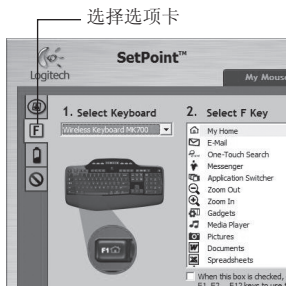 选择选项卡
SetPoint™
Logitech
My Mouse
1. Select Keyboard
2. Select F Key
Wireless Keyboard MK700
F
F1
My Home
E-Mail
One-Touch Search
Messenger
Application Switcher
Zoom Out
Zoom In
Gadgets
Media Player
Pictures
Documents
Spreadsheets
When this box is checked,